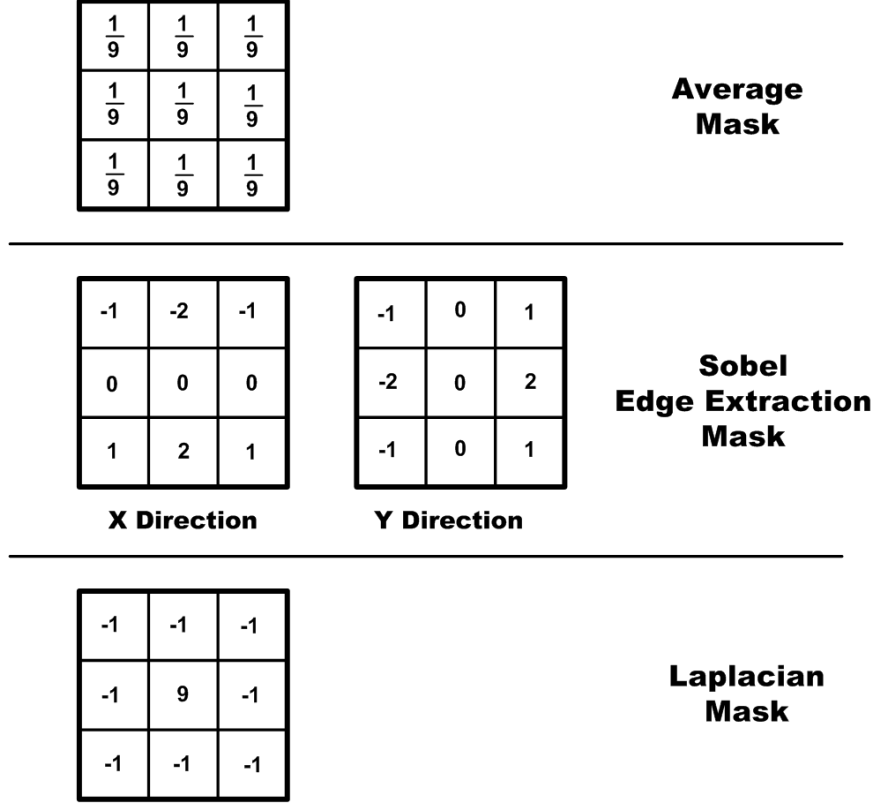 1/9 1/9 1/9
1/9 1/9 1/9
1/9 1/9 1/9
Average
Mask
-1 -2 -1
0 0 0
1 2 1
X Direction
-1 0 1
-2 0 2
-1 0 1
Y Direction
Sobel
Edge Extraction
Mask
-1 -1 -1
-1 9 -1
-1 -1 -1
Laplacian
Mask